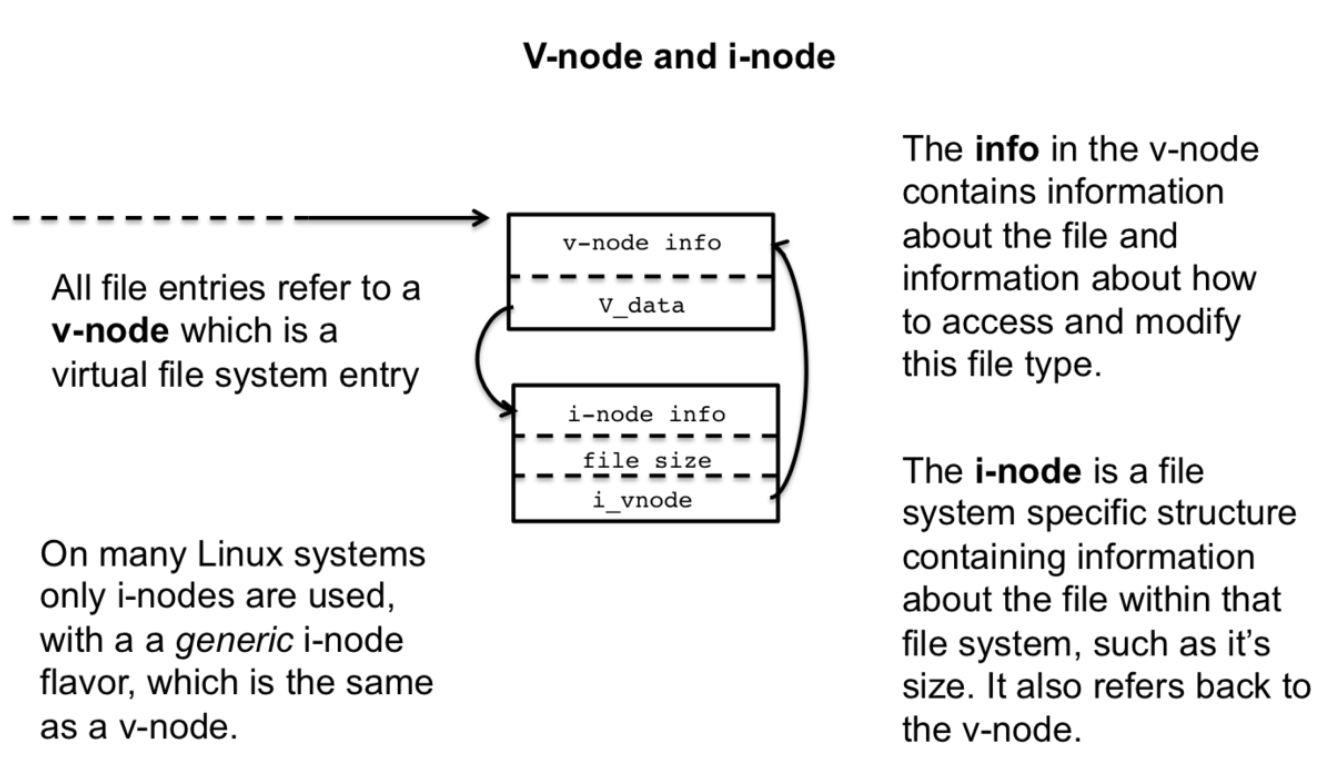 V-node and i-node
All file entries refer to a
v-node which is a
virtual file system entry
v-node info
V_data
i-node info
file size
i_vnode
The info in the v-node
contains information
about the file and
information about how
to access and modify
this file type.
On many Linux systems
only i-nodes are used,
with a a generic i-node
flavor, which is the same
as a v-node.
The i-node is a file
system specific structure
containing information
about the file within that
file system, such as it’s
size. It also refers back to
the v-node.